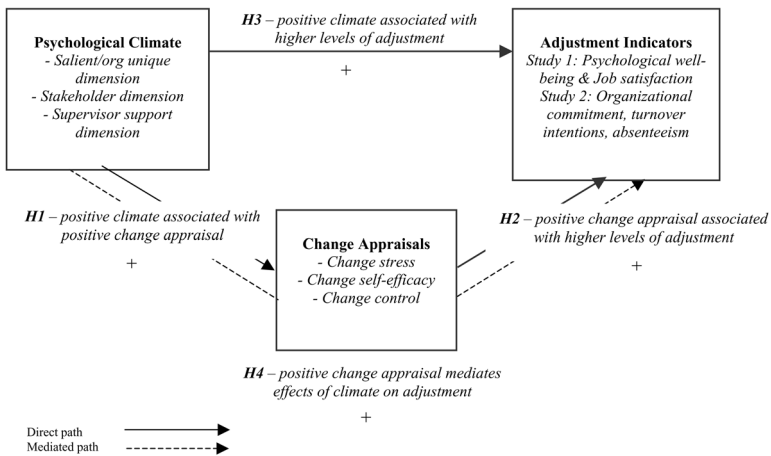 H3 – positive climate associated with
higher levels of adjustment
+
Psychological Climate
- Salient/org unique
dimension
- Stakeholder dimension
- Supervisor support
dimension
Adjustment Indicators
Study 1: Psychological well-
being & Job satisfaction
Study 2: Organizational
commitment, turnover
intentions, absenteeism
H1 – positive climate associated with
positive change appraisal
+
Change Appraisals
- Change stress
- Change self-efficacy
- Change control
H2 – positive change appraisal associated
with higher levels of adjustment
+
H4 – positive change appraisal mediates
effects of climate on adjustment
+
Direct path
Mediated path